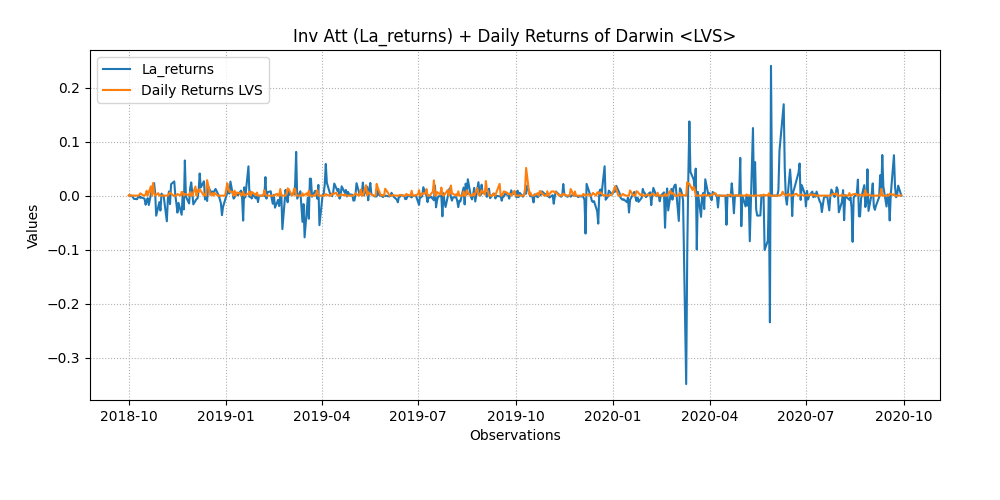 Inv Att (La_returns) + Daily Returns of Darwin <LVS>
La_returns
Daily Returns LVS
Values
0.2
0.1
0.0
−0.1
−0.2
−0.3
2018-10 2019-01 2019-04 2019-07 2019-10 2020-01 2020-04 2020-07 2020-10
Observations